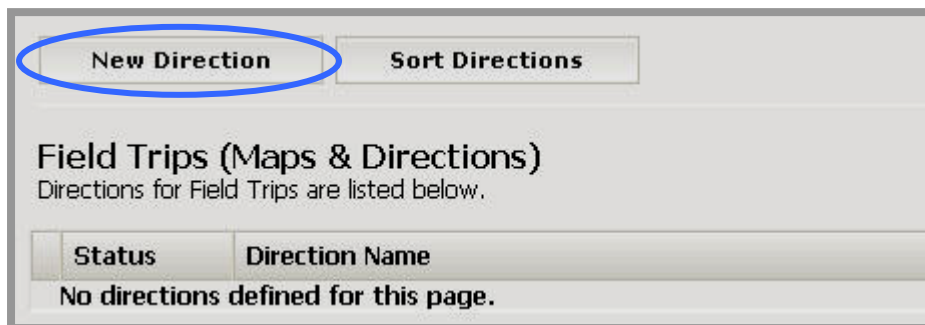 New Direction Sort Directions
Field Trips (Maps & Directions)
Directions for Field Trips are listed below.
Status Direction Name
No directions defined for this page.